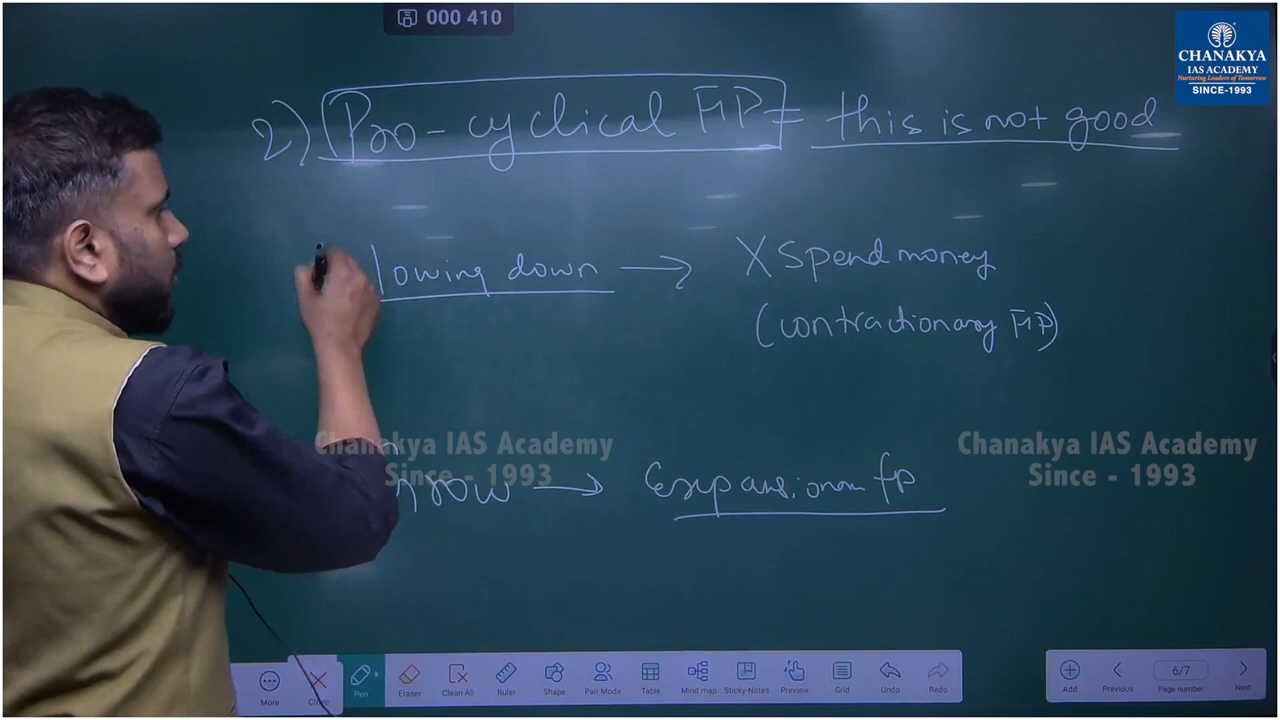 000 410
CHANAKYA
IAS ACADEMY
Nurturing Leaders of Tomorrow
SINCE-1993
2) Pro-cyclical FP = this is not good
lowing down → X spend money
(contractionary FP)
Chanakya IAS Academy
Since - 1993
Chanakya IAS Academy
Since - 1993
row → Expansionary fp
More
Close
Pen
Eraser
Clean All
Ruler
Shape
Pair Mode
Table
Mind map
Sticky-Notes
Preview
Grid
Undo
Redo
Add
Previous
6/7
Page number
Next